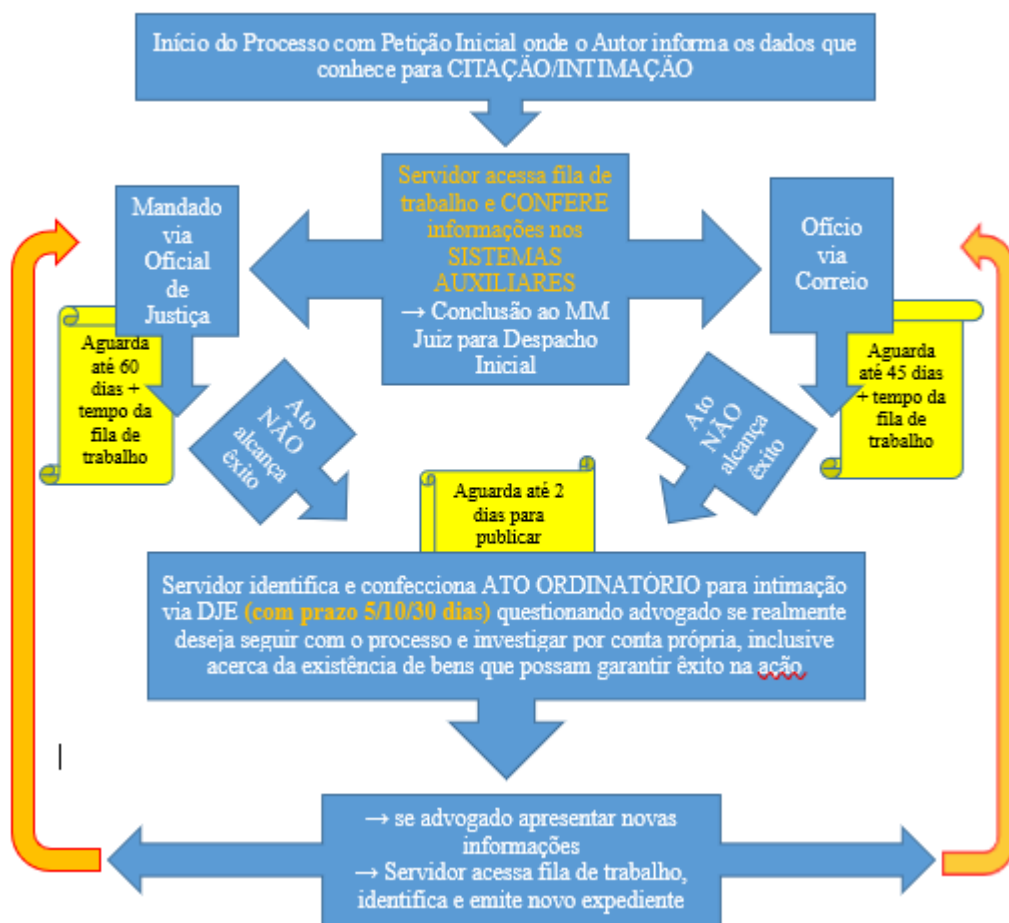 Início do Processo com Petição Inicial onde o Autor informa os dados que
conhece para CITAÇÃO/INTIMAÇÃO
Servidor acessa fila de
trabalho e CONFERE
informações nos
SISTEMAS
AUXILIARES
→ Conclusão ao MM
Juiz para Despacho
Inicial
Mandado
via
Oficial
de
Justiça
Ofício
via
Correio
Aguarda
até 60
dias +
tempo da
fila de
trabalho
Aguarda
até 45 dias
+ tempo da
fila de
trabalho
Ato
NÃO
alcança
êxito
Ato
NÃO
alcança
êxito
Aguarda até 2
dias para
publicar
Servidor identifica e confecciona ATO ORDINATÓRIO para intimação
via DJE (com prazo 5/10/30 dias) questionando advogado se realmente
deseja seguir com o processo e investigar por conta própria, inclusive
acerca da existência de bens que possam garantir êxito na ação
→ se advogado apresentar novas
informações
→ Servidor acessa fila de trabalho,
identifica e emite novo expediente